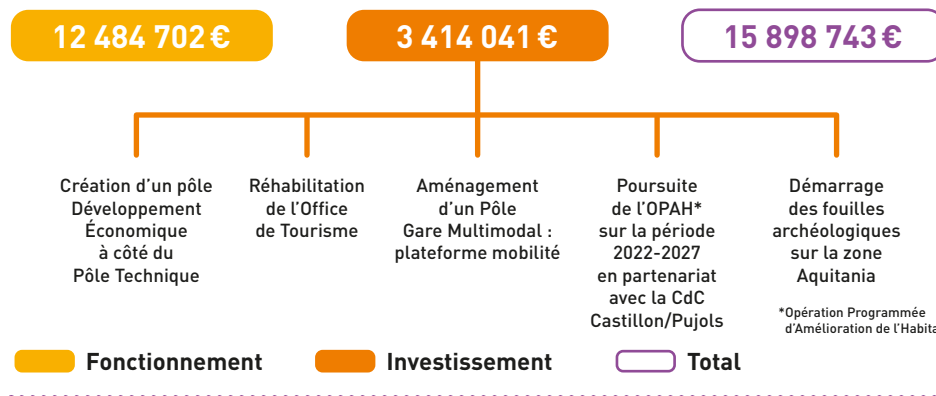 12 484 702 €
3 414 041 €
15 898 743 €
Création d'un pôle
Développement
Économique
à côté du
Pôle Technique
Réhabilitation
de l'Office
de Tourisme
Aménagement
d'un Pôle
Gare Multimodal :
plateforme mobilité
Poursuite
de l'OPAH*
sur la période
2022-2027
en partenariat
avec la CdC
Castillon/Pujols
Démarrage
des fouilles
archéologiques
sur la zone
Aquitania
*Opération Programmée
d'Amélioration de l'Habita
Fonctionnement
Investissement
Total